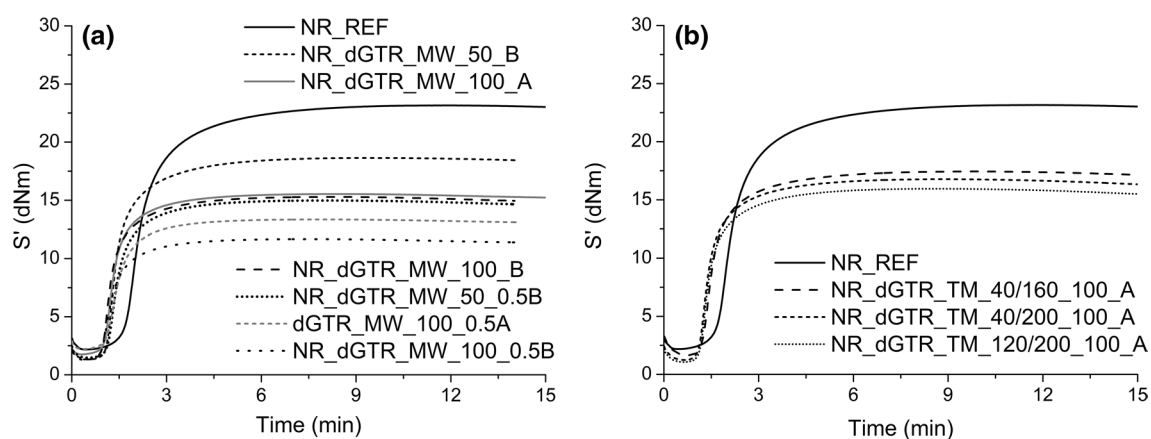 (a)
NR_REF
NR_dGTR_MW_50_B
NR_dGTR_MW_100_A
NR_dGTR_MW_100_B
NR_dGTR_MW_50_0.5B
dGTR_MW_100_0.5A
NR_dGTR_MW_100_0.5B
30
25
20
15
10
5
0
S' (dNm)
0 3 6 9 12 15
Time (min)
(b)
NR_REF
NR_dGTR_TM_40/160_100_A
NR_dGTR_TM_40/200_100_A
NR_dGTR_TM_120/200_100_A
30
25
20
15
10
5
0
S' (dNm)
0 3 6 9 12 15
Time (min)